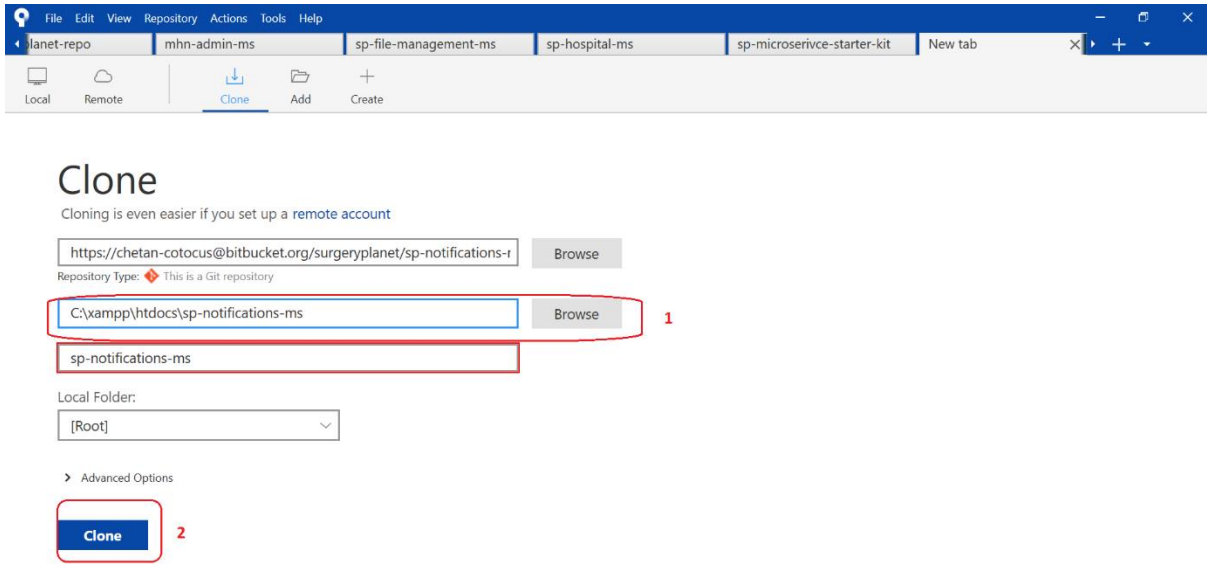 File Edit View Repository Actions Tools Help
lanet-repo mhn-admin-ms sp-file-management-ms sp-hospital-ms sp-microserivce-starter-kit New tab
Local Remote Clone Add Create
Clone
Cloning is even easier if you set up a remote account
https://chetan-cotocus@bitbucket.org/surgeryplanet/sp-notifications-r Browse
Repository Type: This is a Git repository
C:\xampp\htdocs\sp-notifications-ms Browse 1
sp-notifications-ms
Local Folder:
[Root]
Advanced Options
Clone 2